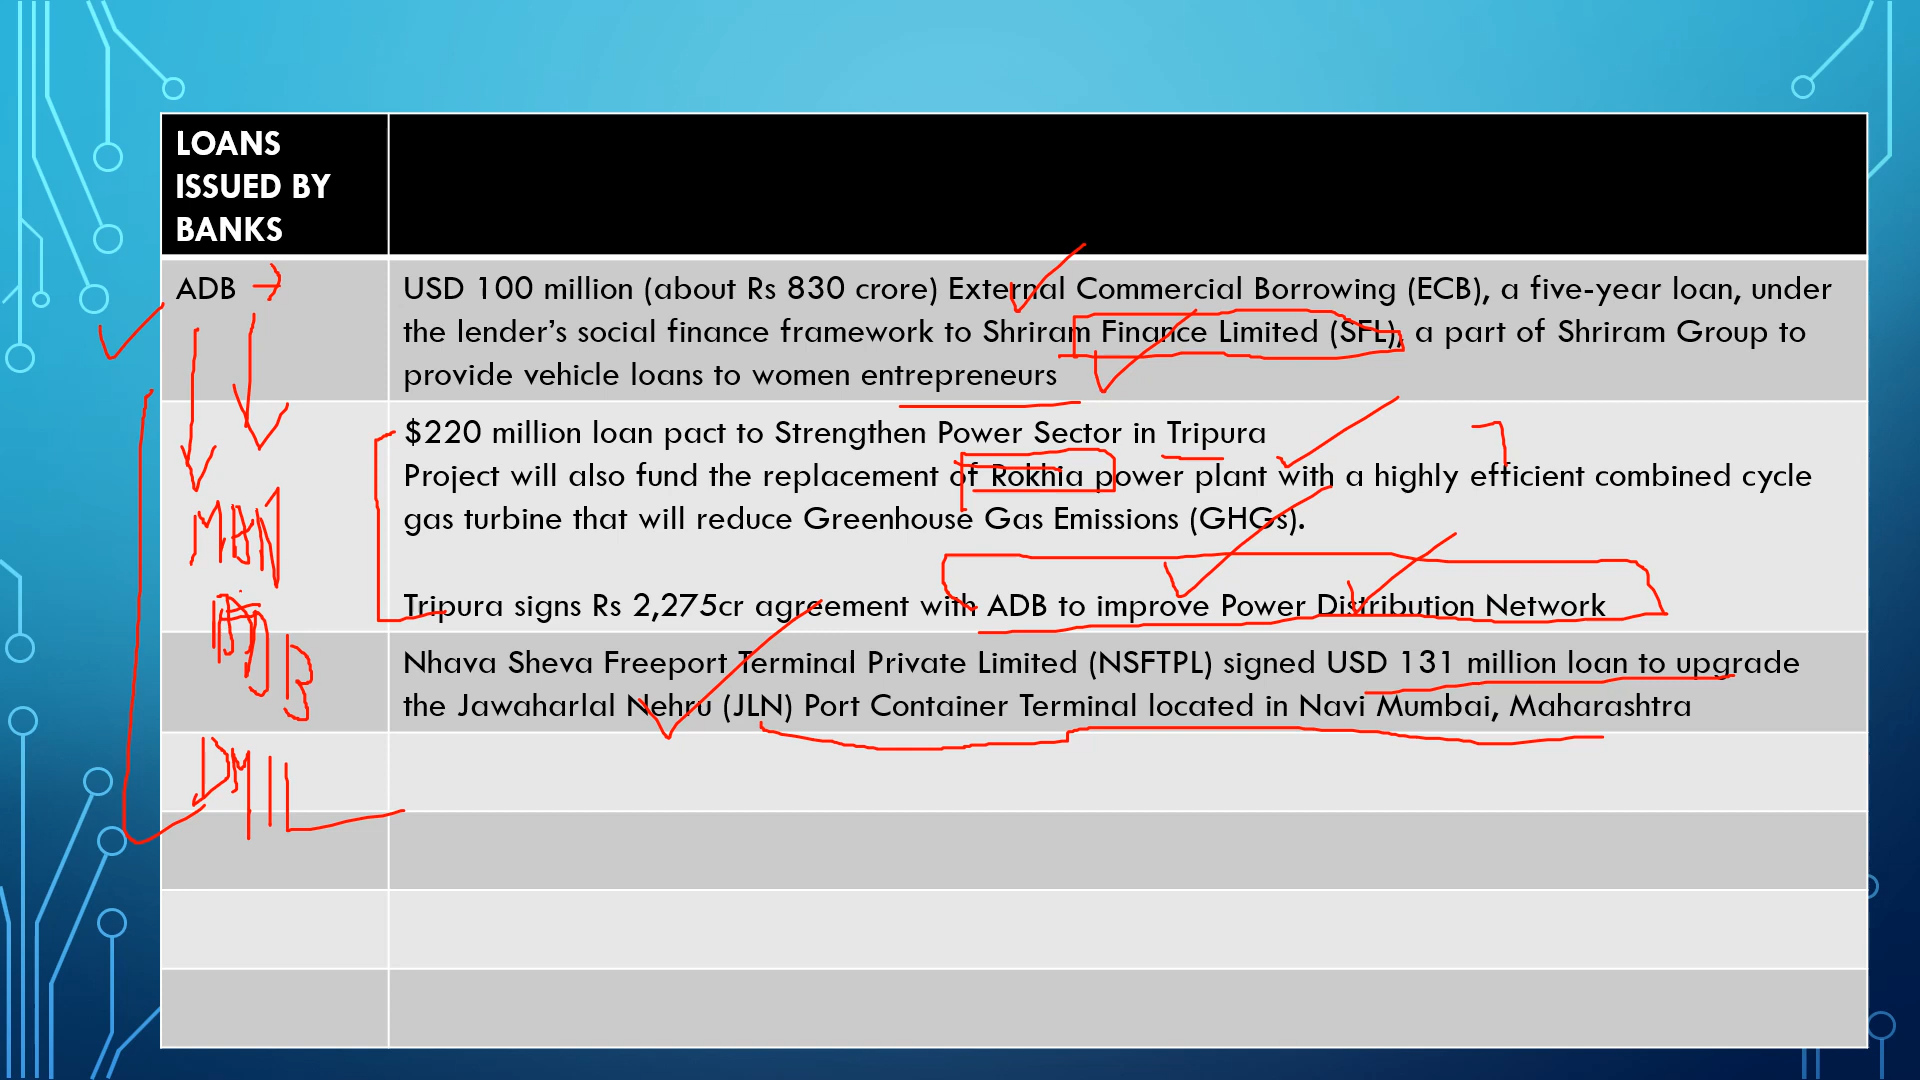 LOANS
ISSUED BY
BANKS
ADB
USD 100 million (about Rs 830 crore) External Commercial Borrowing (ECB), a five-year loan, under
the lender’s social finance framework to Shriram Finance Limited (SFL), a part of Shriram Group to
provide vehicle loans to women entrepreneurs
$220 million loan pact to Strengthen Power Sector in Tripura
Project will also fund the replacement of Rokhia power plant with a highly efficient combined cycle
gas turbine that will reduce Greenhouse Gas Emissions (GHGs).
Tripura signs Rs 2,275cr agreement with ADB to improve Power Distribution Network
Nhava Sheva Freeport Terminal Private Limited (NSFTPL) signed USD 131 million loan to upgrade
the Jawaharlal Nehru (JLN) Port Container Terminal located in Navi Mumbai, Maharashtra